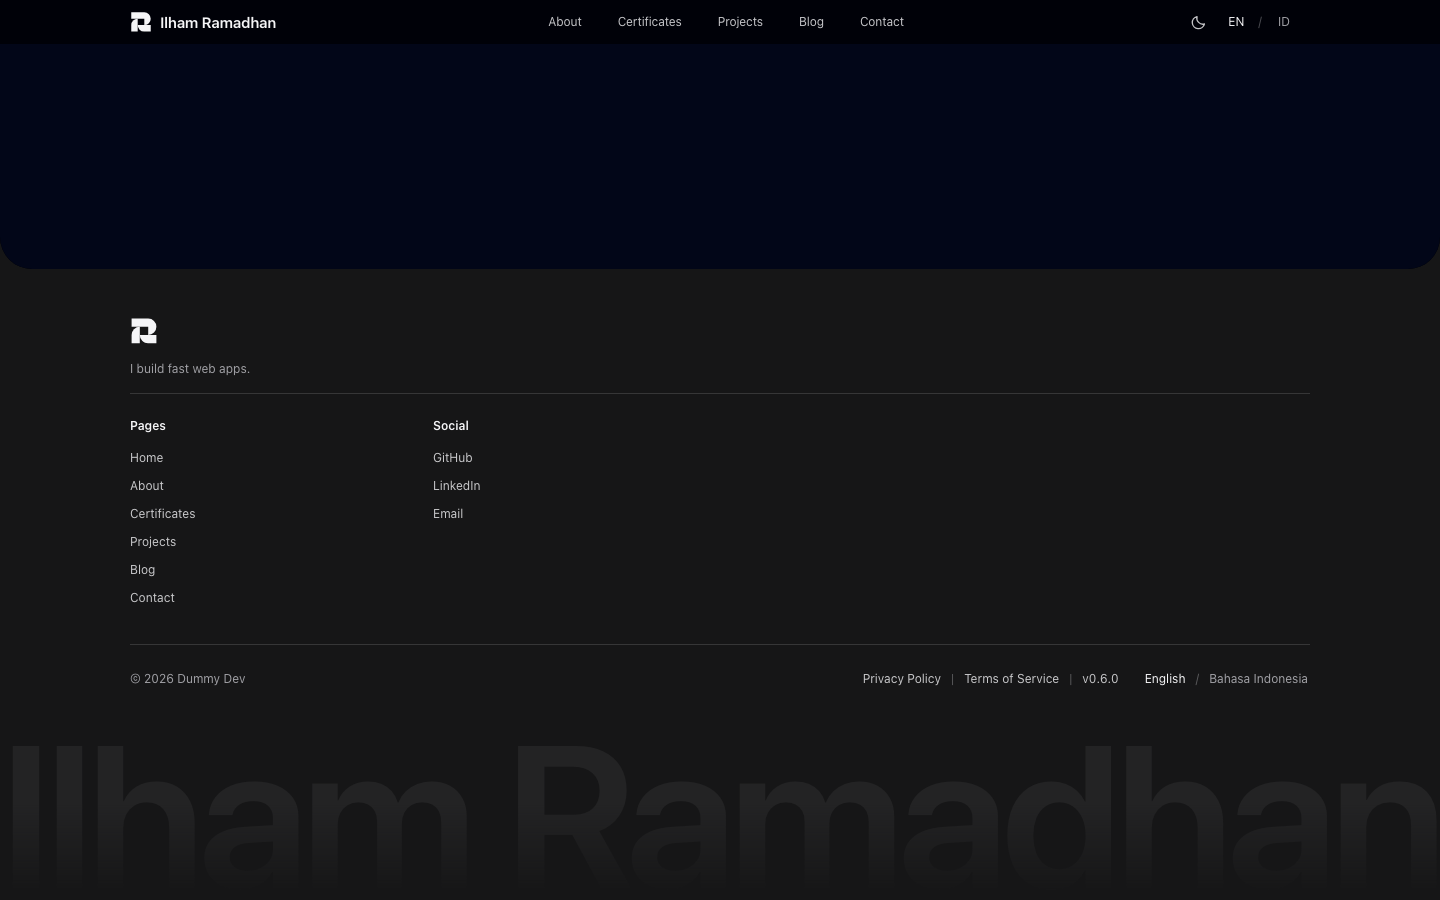 Ilham Ramadhan
About
Certificates
Projects
Blog
Contact
EN / ID
I build fast web apps.
Pages
Home
About
Certificates
Projects
Blog
Contact
Social
GitHub
LinkedIn
Email
© 2026 Dummy Dev
Privacy Policy | Terms of Service | v0.6.0
English / Bahasa Indonesia
Ilham Ramadhan